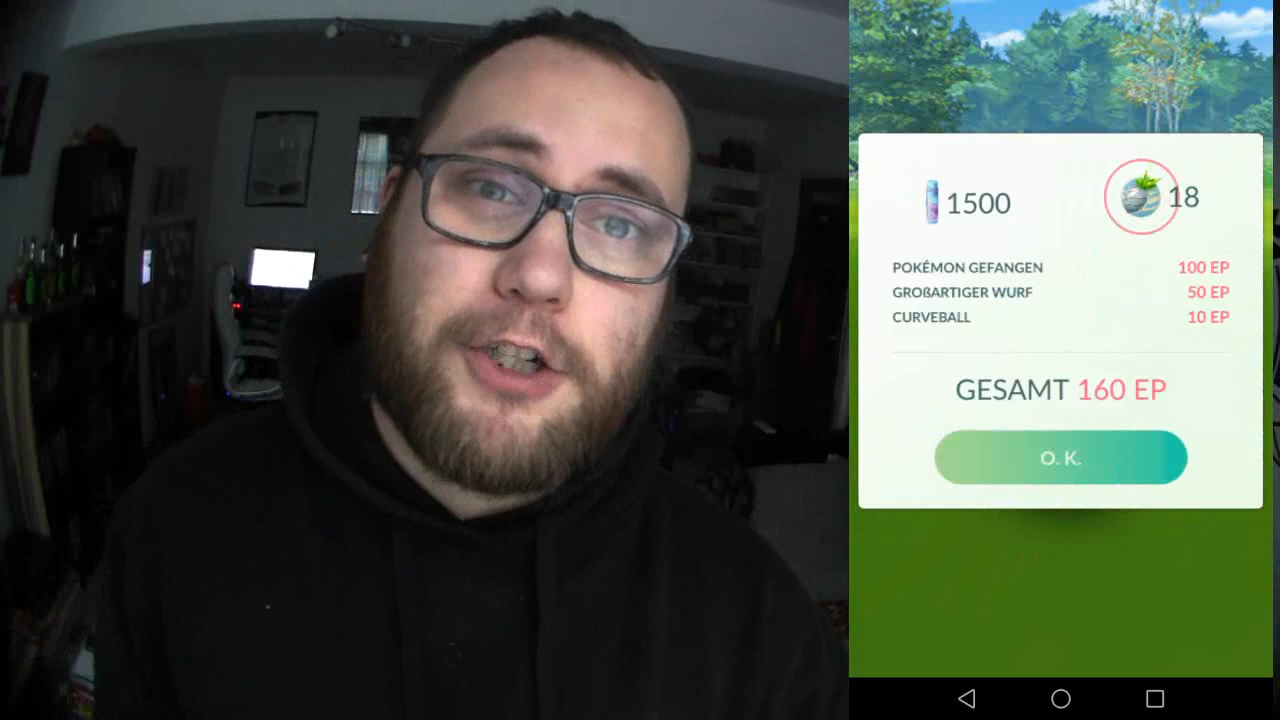 1500 18
POKÉMON GEFANGEN 100 EP
GROßARTIGER WURF 50 EP
CURVEBALL 10 EP
GESAMT 160 EP
O. K.